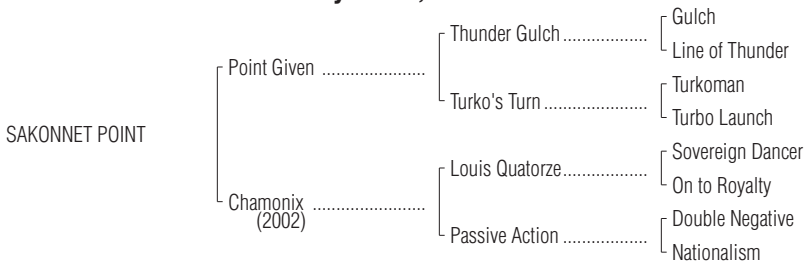 Gulch
Thunder Gulch ..................
Line of Thunder
Point Given ......................
Turkoman
Turko's Turn ......................
Turbo Launch
SAKONNET POINT
Sovereign Dancer
Louis Quatorze ..................
On to Royalty
Chamonix ........................
(2002)
Double Negative
Passive Action ..................
Nationalism